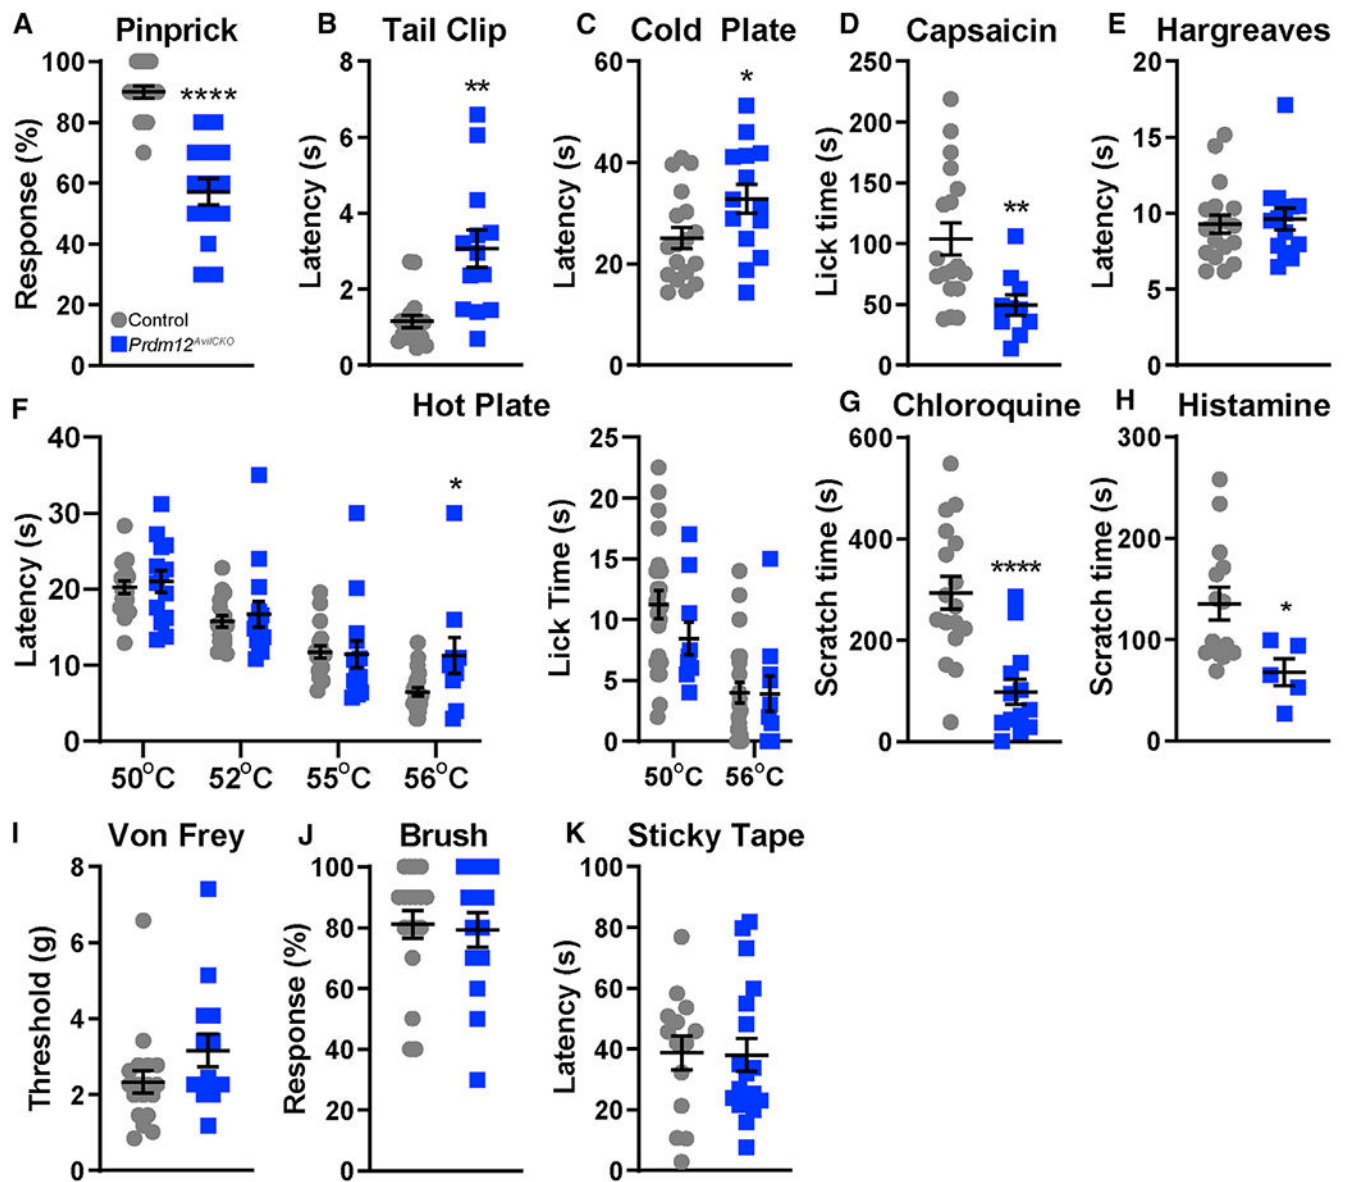 A Pinprick
Response (%)
100
80
60
40
20
0
****
Control
Prdm12AvilCKO
B Tail Clip
Latency (s)
8
6
4
2
0
**
C Cold Plate
Latency (s)
60
40
20
0
*
D Capsaicin
Lick time (s)
250
200
150
100
50
0
**
E Hargreaves
Latency (s)
20
15
10
5
0
F Hot Plate
Latency (s)
40
30
20
10
0
*
50°C 52°C 55°C 56°C
Lick Time (s)
25
20
15
10
5
0
50°C 56°C
G Chloroquine
Scratch time (s)
600
400
200
0
****
H Histamine
Scratch time (s)
300
200
100
0
*
I Von Frey
Threshold (g)
8
6
4
2
0
J Brush
Response (%)
100
80
60
40
20
0
K Sticky Tape
Latency (s)
100
80
60
40
20
0